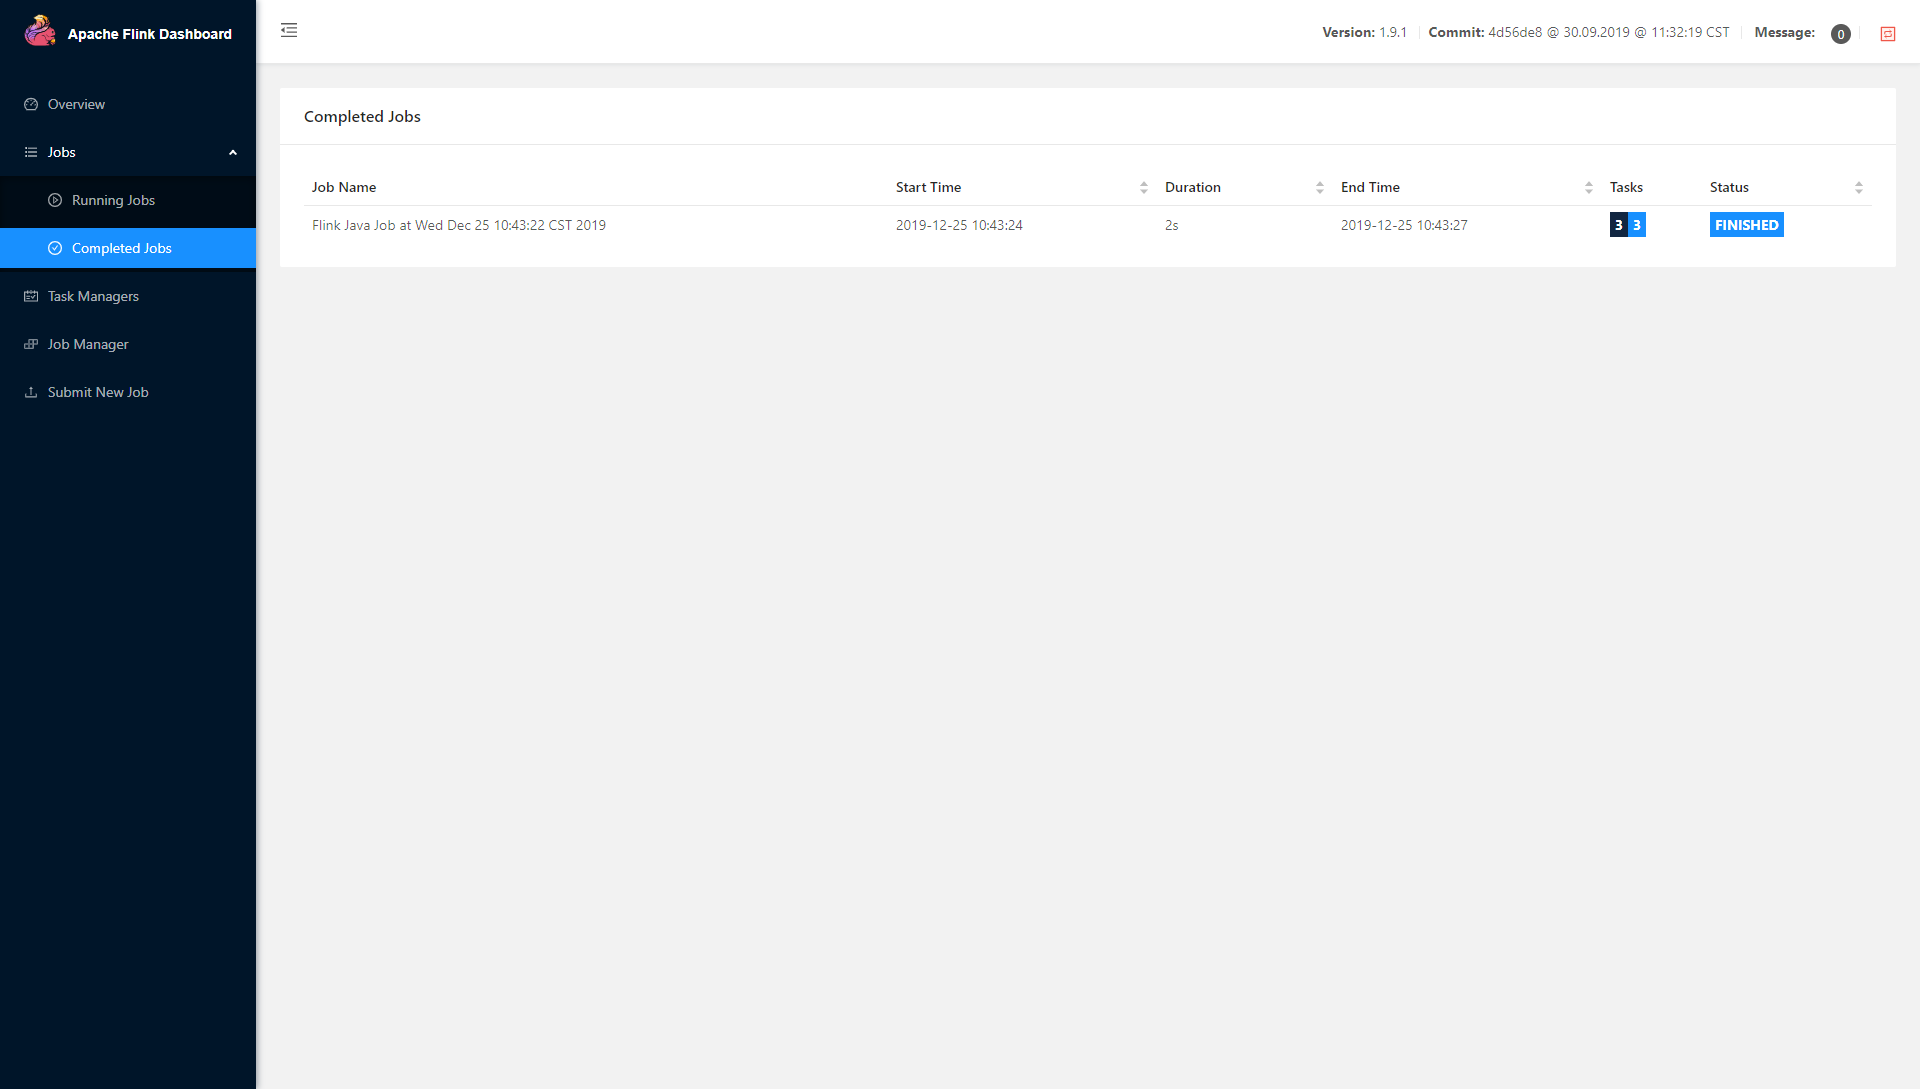 Apache Flink Dashboard
Version: 1.9.1 Commit: 4d56de8 @ 30.09.2019 @ 11:32:19 CST Message: 0
Overview
Jobs
Running Jobs
Completed Jobs
Task Managers
Job Manager
Submit New Job
Completed Jobs
Job Name Start Time Duration End Time Tasks Status
Flink Java Job at Wed Dec 25 10:43:22 CST 2019 2019-12-25 10:43:24 2s 2019-12-25 10:43:27 3 3 FINISHED